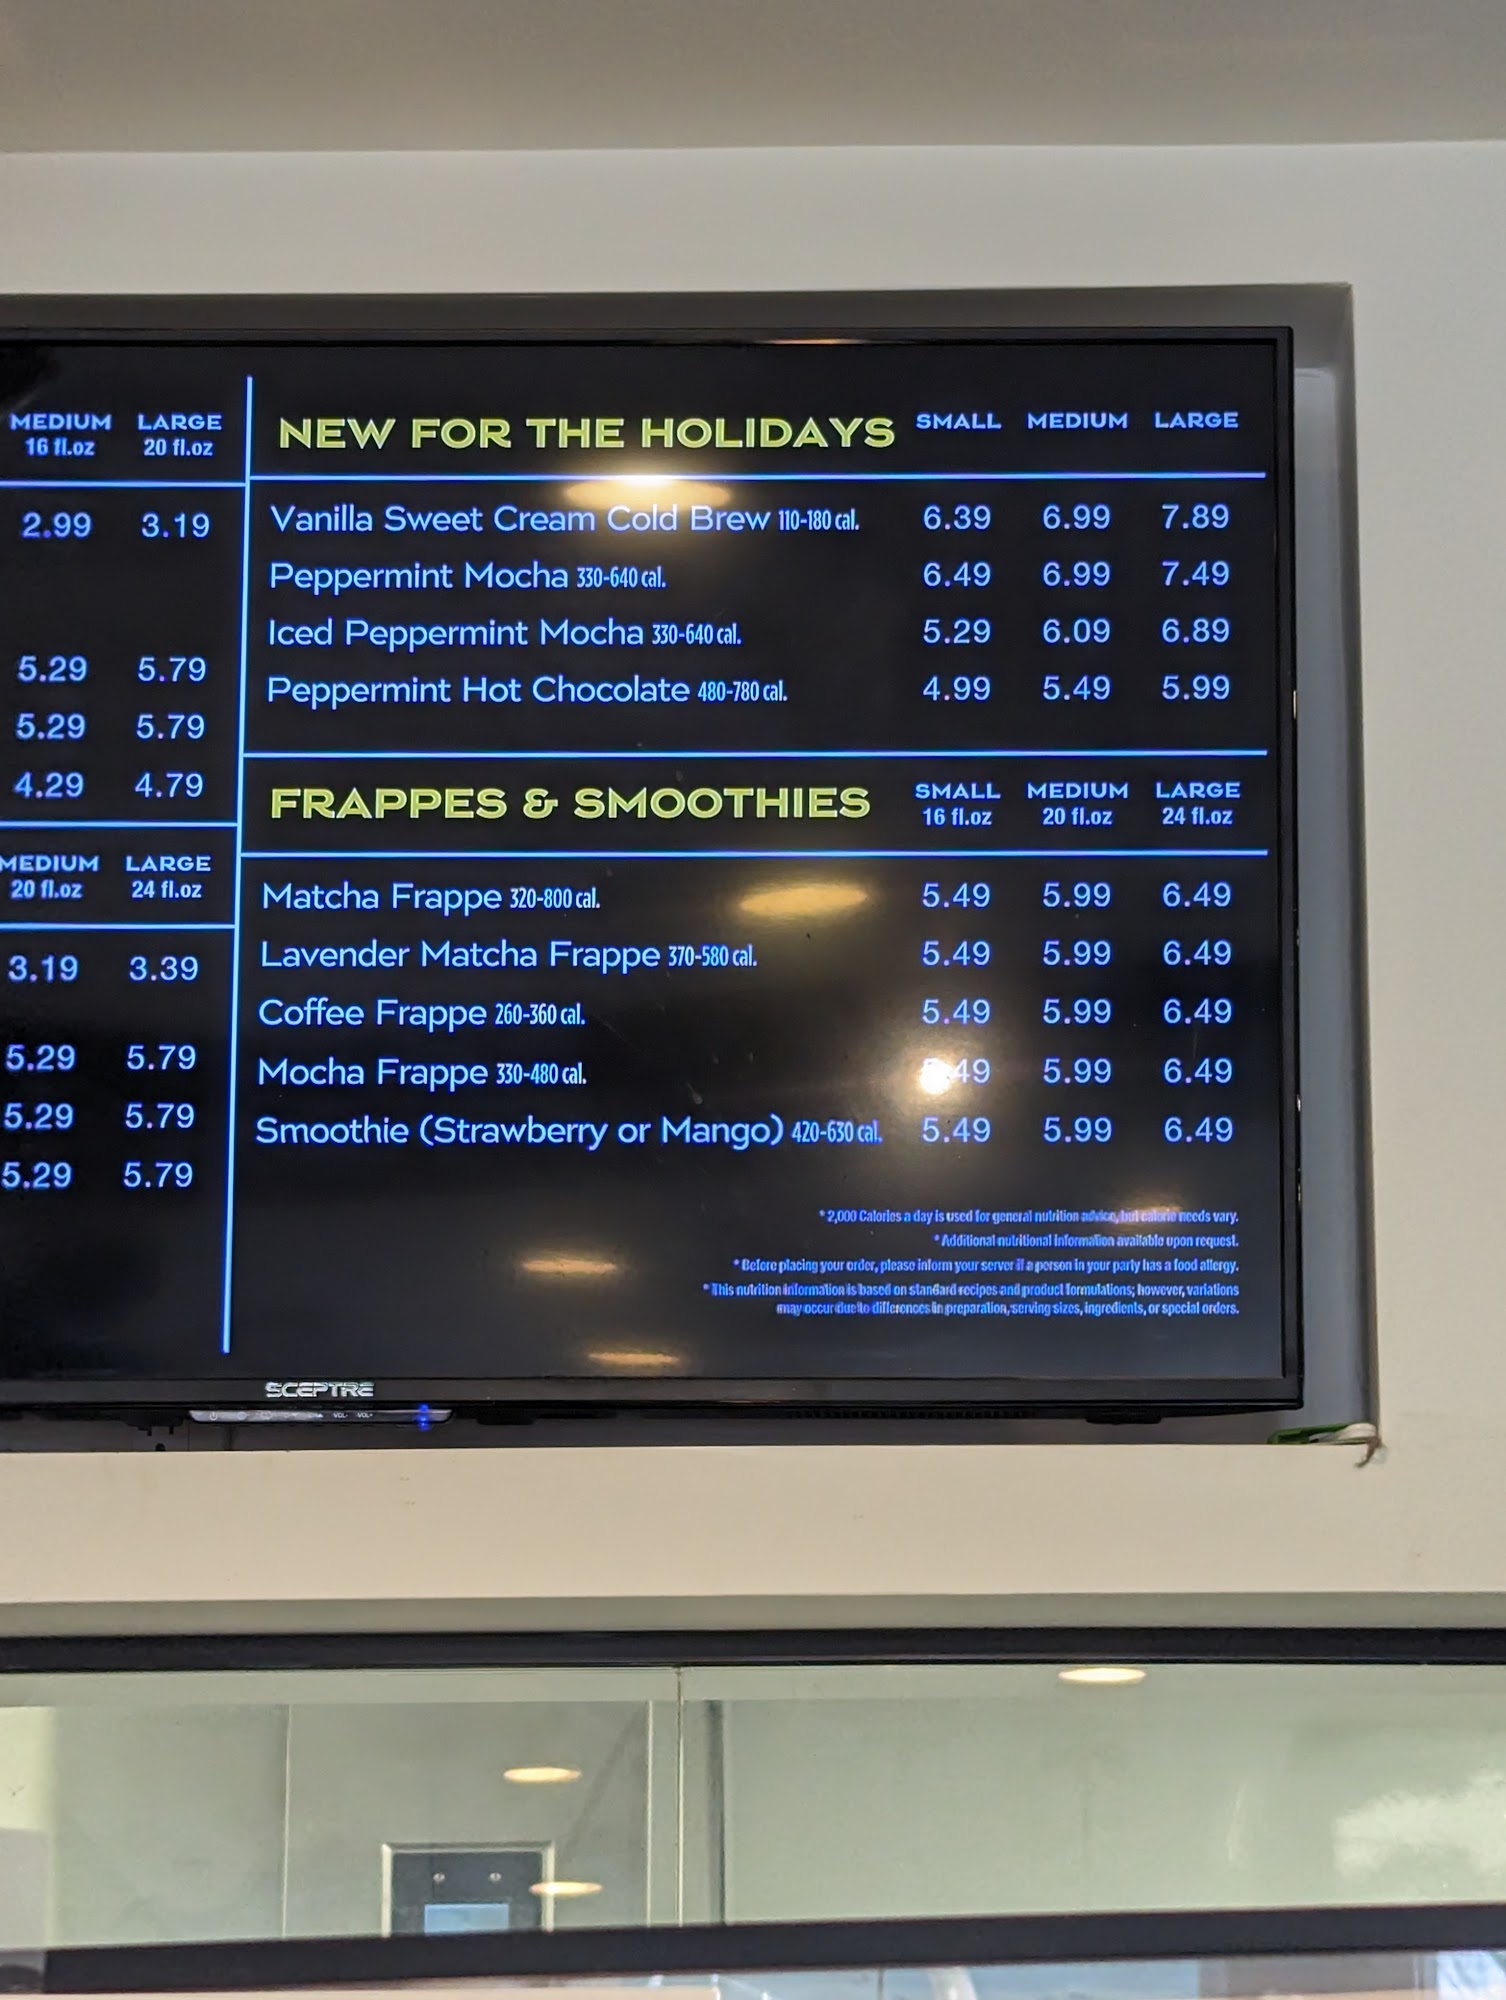 MEDIUM LARGE
16 fl.oz 20 fl.oz
2.99 3.19
5.29 5.79
5.29 5.79
4.29 4.79
MEDIUM LARGE
20 fl.oz 24 fl.oz
3.19 3.39
5.29 5.79
5.29 5.79
5.29 5.79
NEW FOR THE HOLIDAYS SMALL MEDIUM LARGE
Vanilla Sweet Cream Cold Brew 110-180 cal. 6.39 6.99 7.89
Peppermint Mocha 330-640 cal. 6.49 6.99 7.49
Iced Peppermint Mocha 330-640 cal. 5.29 6.09 6.89
Peppermint Hot Chocolate 480-780 cal. 4.99 5.49 5.99
FRAPPES & SMOOTHIES SMALL MEDIUM LARGE
16 fl.oz 20 fl.oz 24 fl.oz
Matcha Frappe 320-800 cal. 5.49 5.99 6.49
Lavender Matcha Frappe 370-580 cal. 5.49 5.99 6.49
Coffee Frappe 260-360 cal. 5.49 5.99 6.49
Mocha Frappe 330-480 cal. 5.49 5.99 6.49
Smoothie (Strawberry or Mango) 420-630 cal. 5.49 5.99 6.49
* 2,000 Calories a day is used for general nutrition advice, but calorie needs vary.
* Additional nutritional information available upon request.
* Before placing your order, please inform your server if a person in your party has a food allergy.
* This nutrition information is based on standard recipes and product formulations; however, variations
may occur due to differences in preparation, serving sizes, ingredients, or special orders.
SCEPTRE
VOL- VOL+